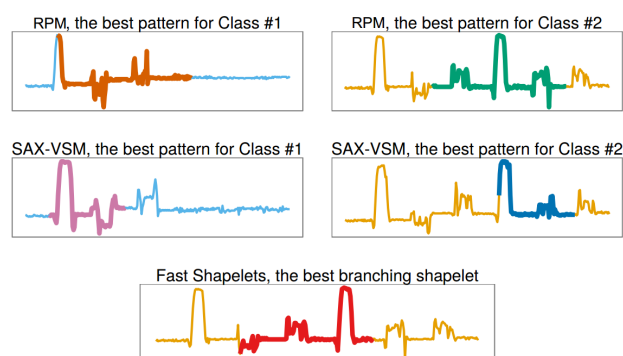 RPM, the best pattern for Class #1
RPM, the best pattern for Class #2
SAX-VSM, the best pattern for Class #1
SAX-VSM, the best pattern for Class #2
Fast Shapelets, the best branching shapelet